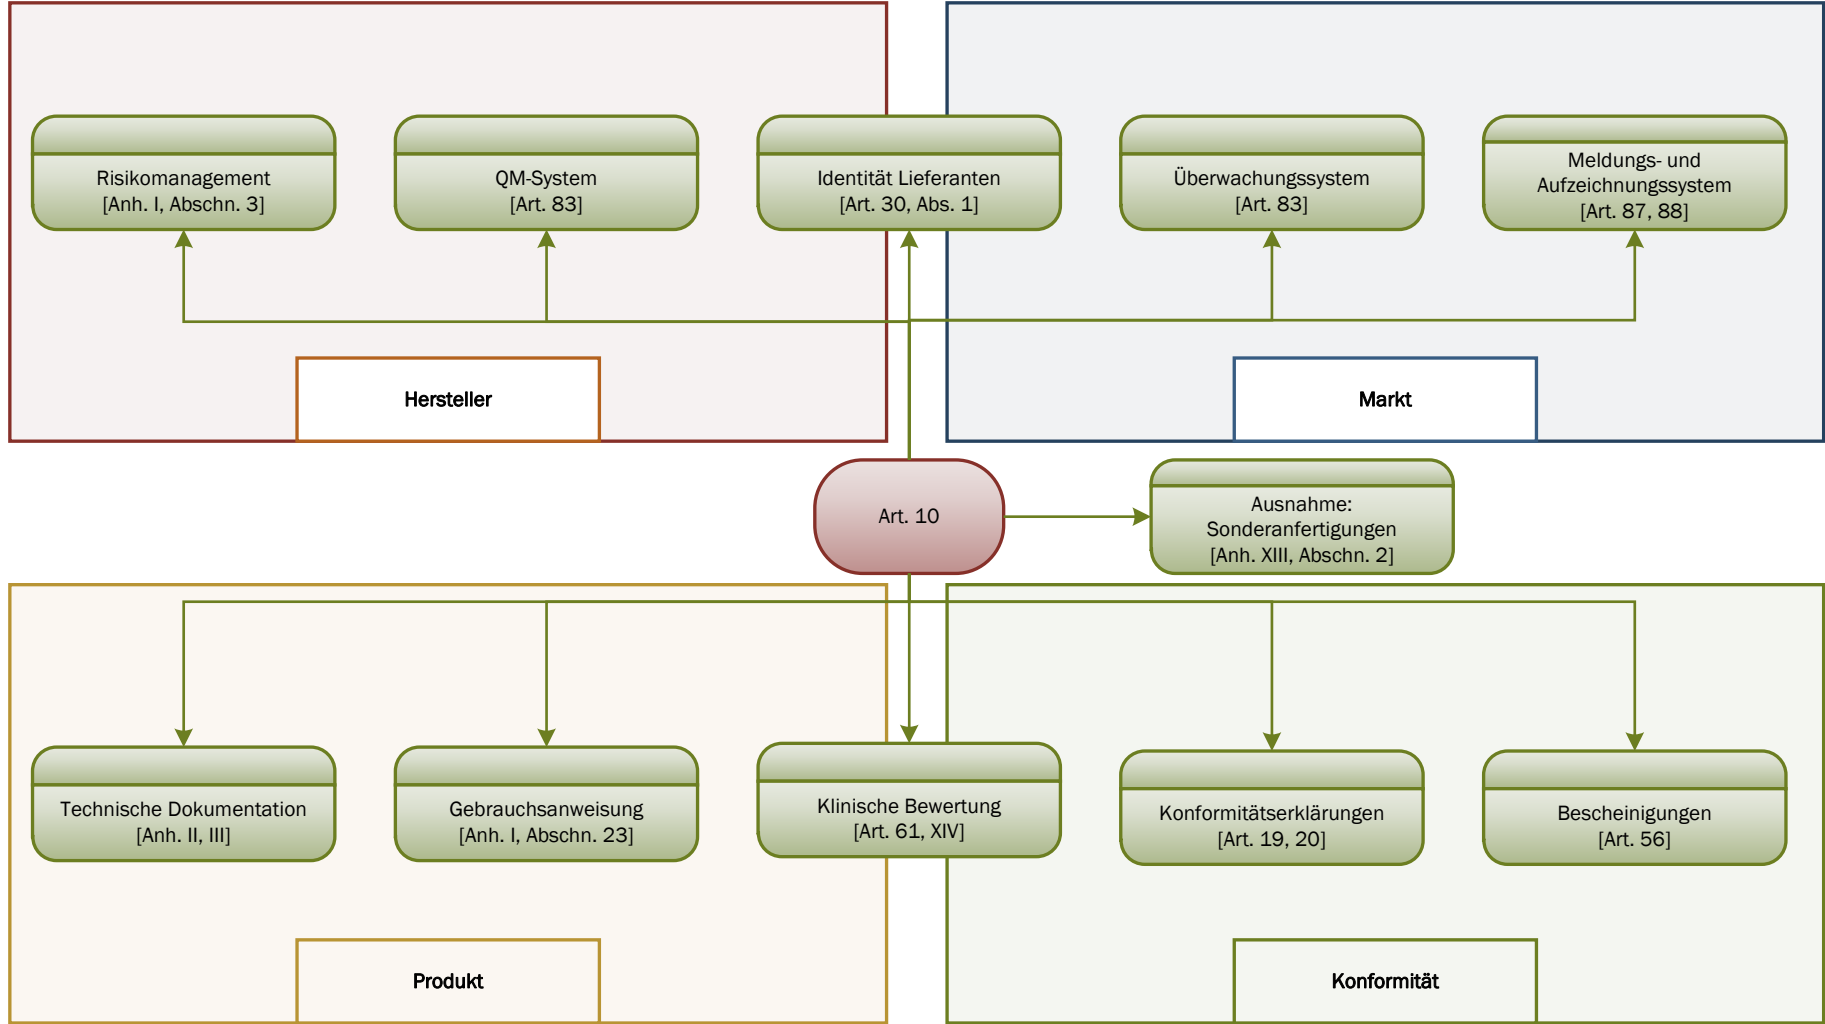 Risikomanagement
[Anh. I, Abschn. 3]
QM-System
[Art. 83]
Identität Lieferanten
[Art. 30, Abs. 1]
Überwachungssystem
[Art. 83]
Meldungs- und
Aufzeichnungssystem
[Art. 87, 88]
Hersteller
Markt
Art. 10
Ausnahme:
Sonderanfertigungen
[Anh. XIII, Abschn. 2]
Technische Dokumentation
[Anh. II, III]
Gebrauchsanweisung
[Anh. I, Abschn. 23]
Klinische Bewertung
[Art. 61, XIV]
Konformitätserklärungen
[Art. 19, 20]
Bescheinigungen
[Art. 56]
Produkt
Konformität